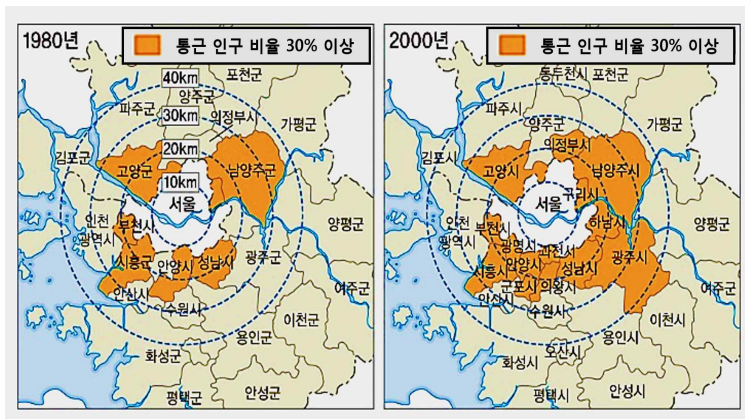 1980년
통근 인구 비율 30% 이상
40km
포천군
파주군
양주군
30km
의정부시
가평군
김포군
20km
고양군
남양주군
10km
서울
인천
광역시
부천시
양평군
시흥군
안양시
성남시
광주군
안산시
수원시
여주군
이천군
용인군
화성군
평택군
안성군
2000년
통근 인구 비율 30% 이상
동두천시
포천군
파주시
양주군
의정부시
가평군
김포시
고양시
남양주시
구리시
서울
인천
광역시
부천시
광명시
과천시
하남시
양평군
시흥시
안양시
성남시
광주시
군포시
의왕시
안산시
수원시
여주군
이천시
용인시
오산시
화성시
평택시
안성시